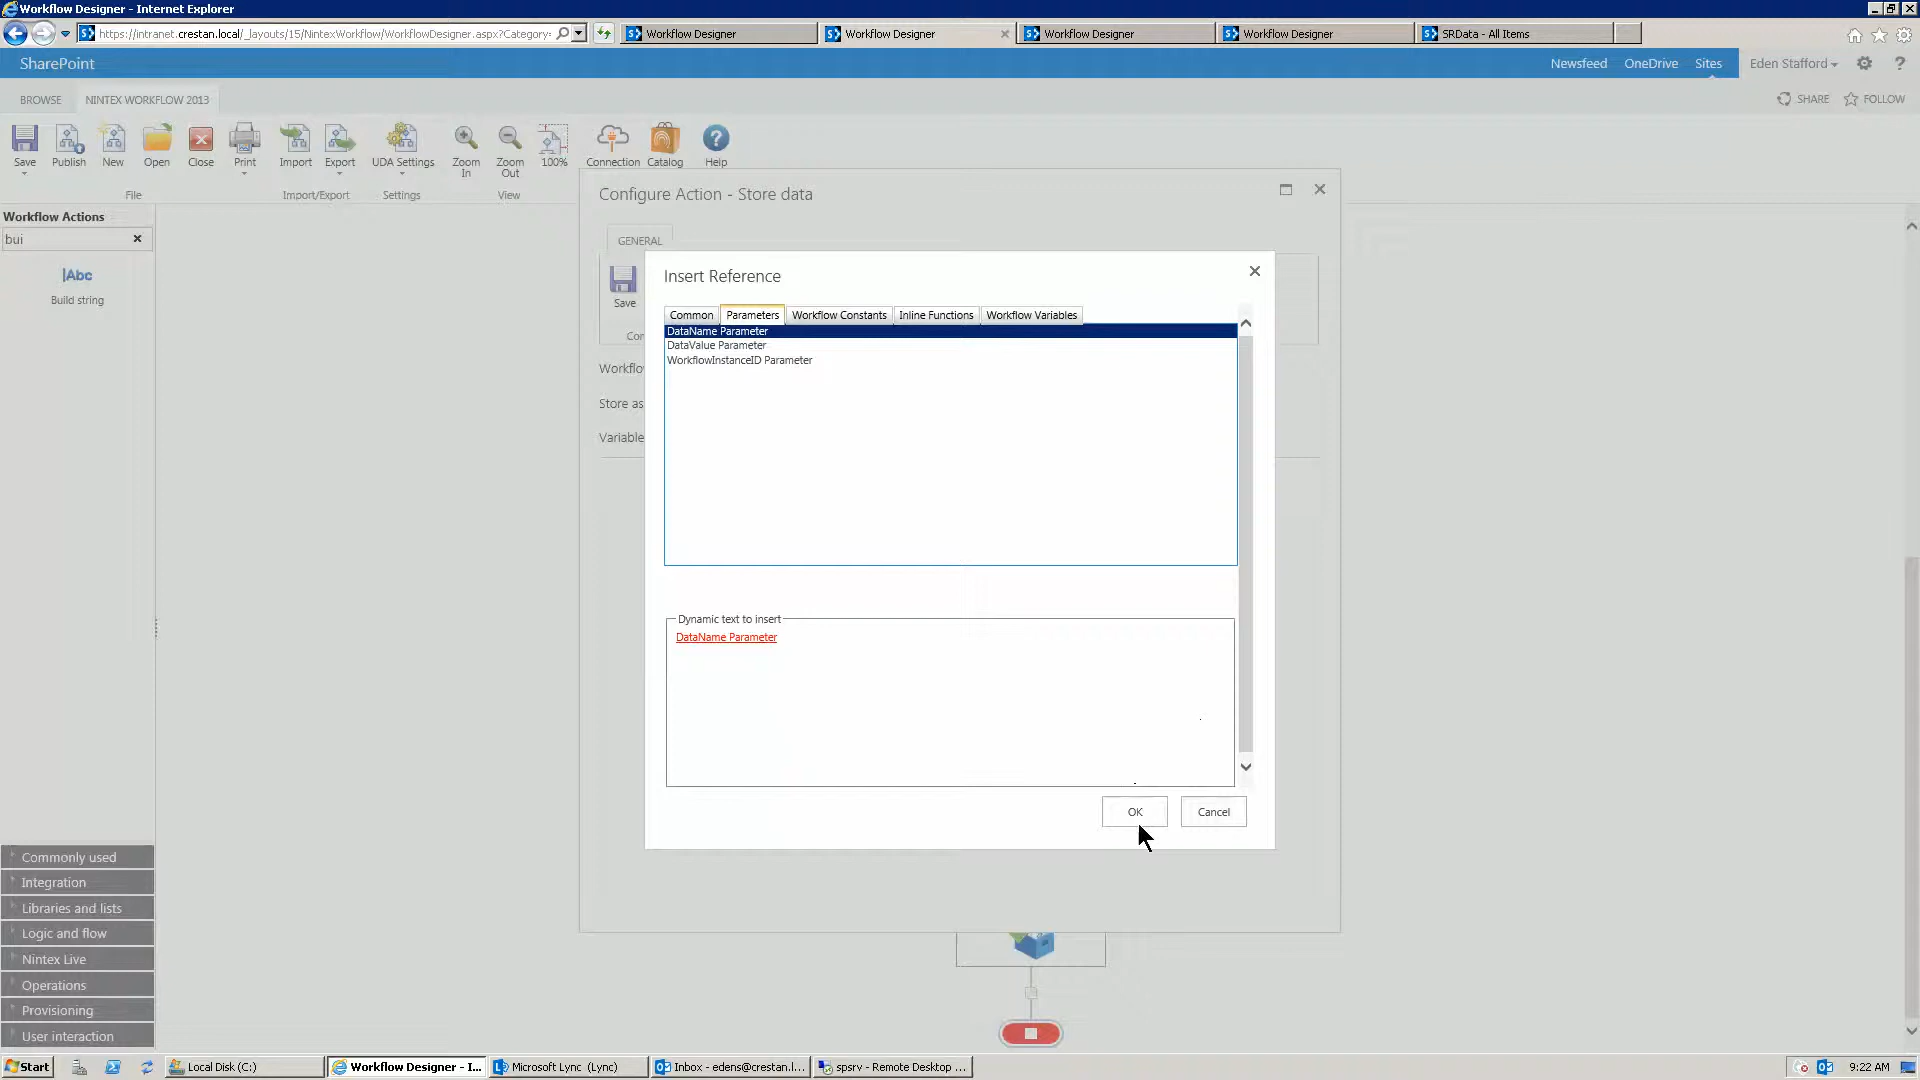 Workflow Designer - Internet Explorer
https://intranet.crestan.local/_layouts/15/NintexWorkflow/WorkflowDesigner.aspx?Category:
Workflow Designer
Workflow Designer
Workflow Designer
Workflow Designer
SRData - All Items
SharePoint
Newsfeed
OneDrive
Sites
Eden Stafford
?
BROWSE
NINTEX WORKFLOW 2013
SHARE
FOLLOW
Save
Publish
New
Open
Close
Print
Import
Export
UDA Settings
Zoom In
Zoom Out
100%
Connection
Catalog
Help
File
Import/Export
Settings
View
Workflow Actions
bui
|Abc
Build string
Configure Action - Store data
GENERAL
Save
Store as
Insert Reference
Common
Parameters
Workflow Constants
Inline Functions
Workflow Variables
DataName Parameter
DataValue Parameter
WorkflowInstanceID Parameter
Dynamic text to insert
DataName Parameter
OK
Cancel
Commonly used
Integration
Libraries and lists
Logic and flow
Nintex Live
Operations
Provisioning
User interaction
Start
Local Disk (C:)
Workflow Designer - I...
Microsoft Lync (Lync)
Inbox - edens@crestan.l...
spsrv - Remote Desktop ...
9:22 AM